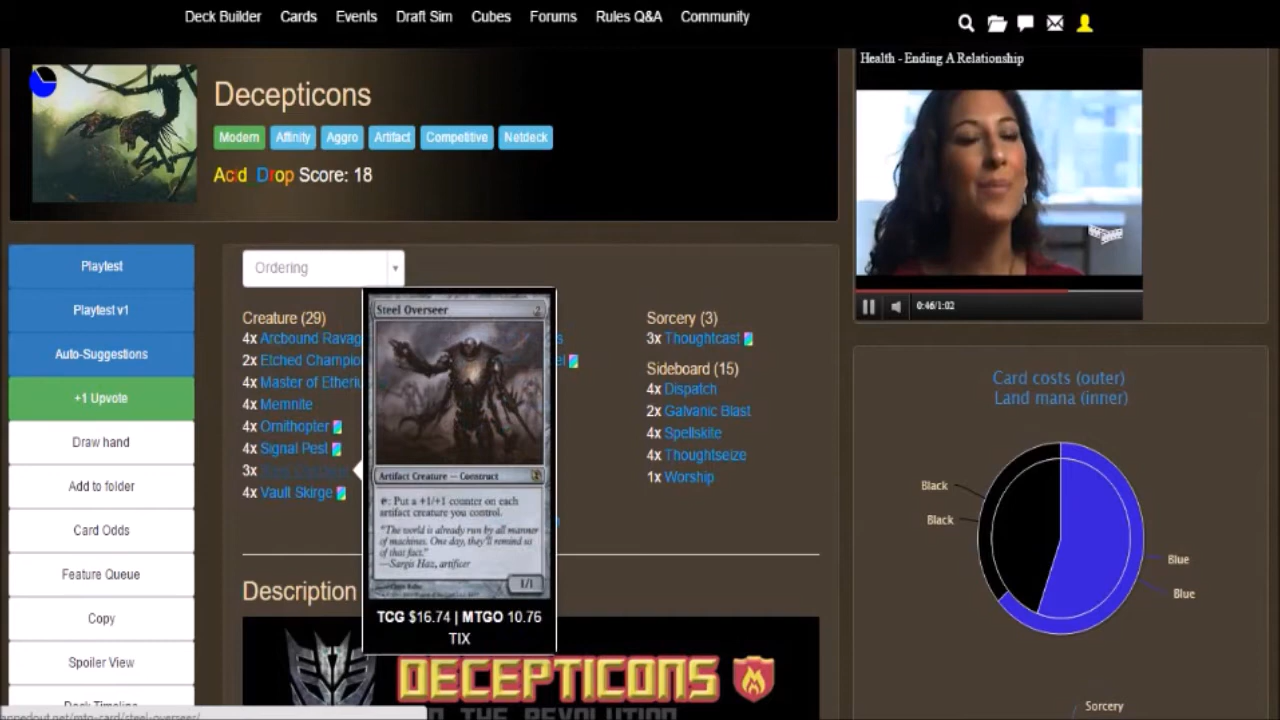 Deck Builder Cards Events Draft Sim Cubes Forums Rules Q&A Community
Health - Ending A Relationship
Decepticons
Modern Affinity Aggro Artifact Competitive Netdeck
Acid Drop Score: 18
0:46/1:02
Playtest
Playtest v1
Auto-Suggestions
+1 Upvote
Draw hand
Add to folder
Card Odds
Feature Queue
Copy
Spoiler View
Deck Timeline
Ordering
Creature (29)
4x Arcbound Ravag
2x Etched Champio
4x Master of Etheriu
4x Memnite
4x Ornithopter
4x Signal Pest
3x
4x Vault Skirge
Steel Overseer 2
Artifact Creature — Construct
: Put a +1/+1 counter on each
artifact creature you control.
"The world is already run by all manner
of machines. One day, they'll remind us
of that fact."
—Sargis Haz, artificer
1/1
TCG $16.74 | MTGO 10.76
TIX
Sorcery (3)
3x Thoughtcast
Sideboard (15)
4x Dispatch
2x Galvanic Blast
4x Spellskite
4x Thoughtseize
1x Worship
Description
DECEPTICONS
THE REVOLUTION
Card costs (outer)
Land mana (inner)
Black
Black
Blue
Blue
Sorcery